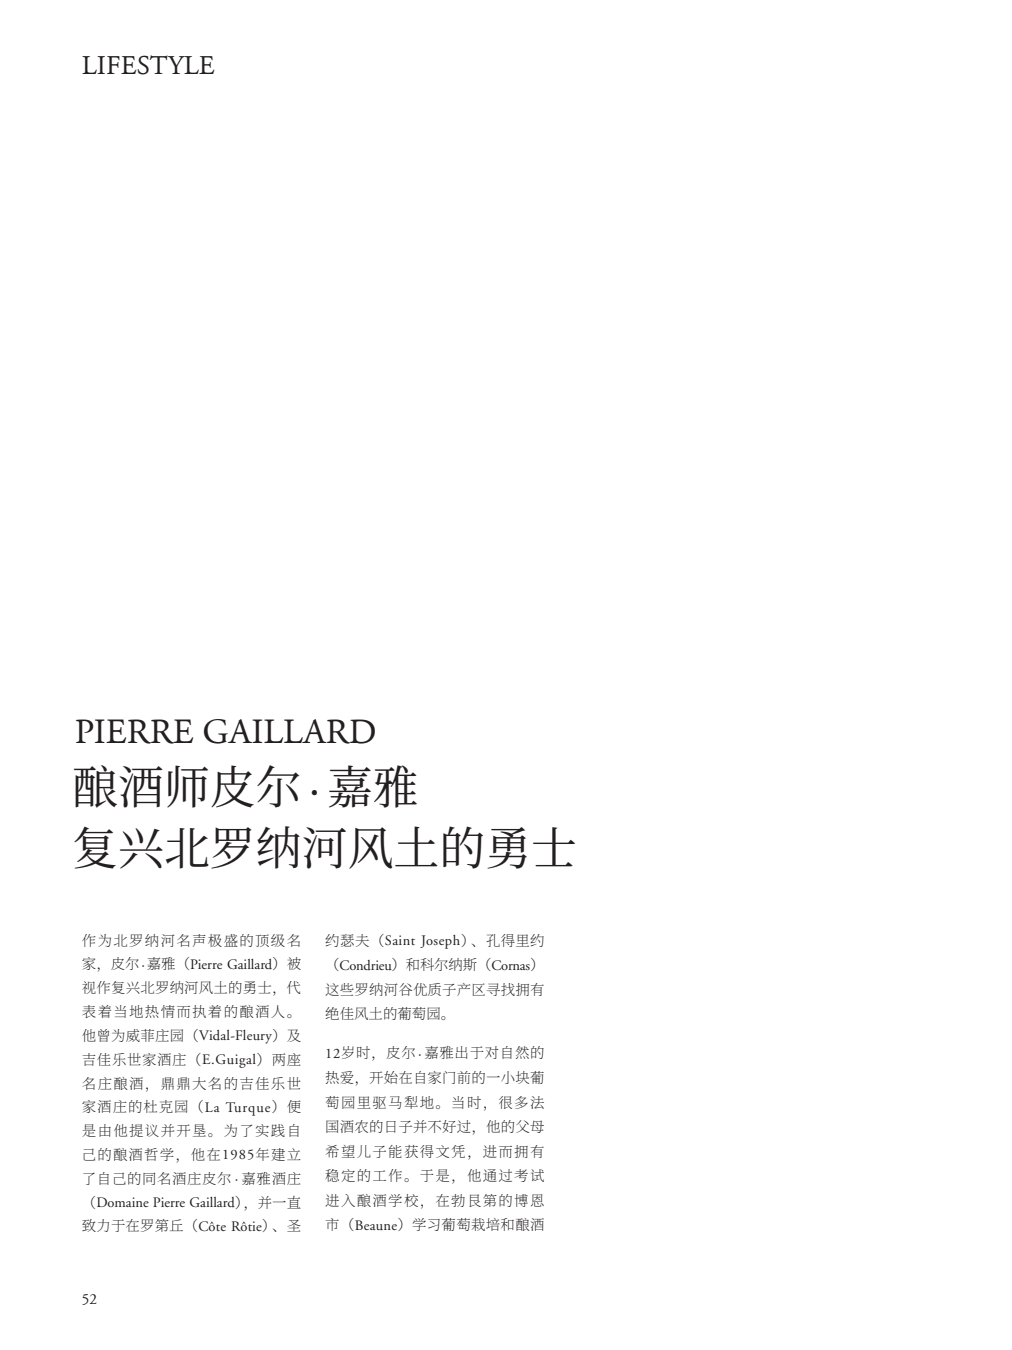 LIFESTYLE
PIERRE GAILLARD
酿酒师皮尔·嘉雅
复兴北罗纳河风土的勇士
作为北罗纳河名声极盛的顶级名
家，皮尔·嘉雅（Pierre Gaillard）被
视作复兴北罗纳河风土的勇士，代
表着当地热情而执着的酿酒人。
他曾为威菲庄园（Vidal-Fleury）及
吉佳乐世家酒庄（E.Guigal）两座
名庄酿酒，鼎鼎大名的吉佳乐世
家酒庄的杜克园（La Turque）便
是由他提议并开垦。为了实践自
己的酿酒哲学，他在1985年建立
了自己的同名酒庄皮尔·嘉雅酒庄
（Domaine Pierre Gaillard），并一直
致力于在罗第丘（Côte Rôtie）、圣
约瑟夫（Saint Joseph）、孔得里约
（Condrieu）和科尔纳斯（Cornas）
这些罗纳河谷优质子产区寻找拥有
绝佳风土的葡萄园。
12岁时，皮尔·嘉雅出于对自然的
热爱，开始在自家门前的一小块葡
萄园里驱马犁地。当时，很多法
国酒农的日子并不好过，他的父母
希望儿子能获得文凭，进而拥有
稳定的工作。于是，他通过考试
进入酿酒学校，在勃艮第的博恩
市（Beaune）学习葡萄栽培和酿酒
52